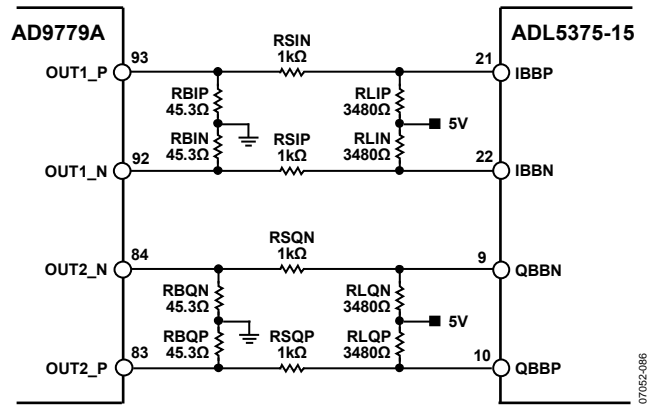 AD9779A
ADL5375-15
OUT1_P
93
RSIN
1kΩ
21
IBBP
RBIP
45.3Ω
RLIP
3480Ω
5V
RBIN
45.3Ω
RLIN
3480Ω
OUT1_N
92
RSIP
1kΩ
22
IBBN
OUT2_N
84
RSQN
1kΩ
9
QBBN
RBQN
45.3Ω
RLQN
3480Ω
5V
RBQP
45.3Ω
RLQP
3480Ω
OUT2_P
83
RSQP
1kΩ
10
QBBP
07052-086